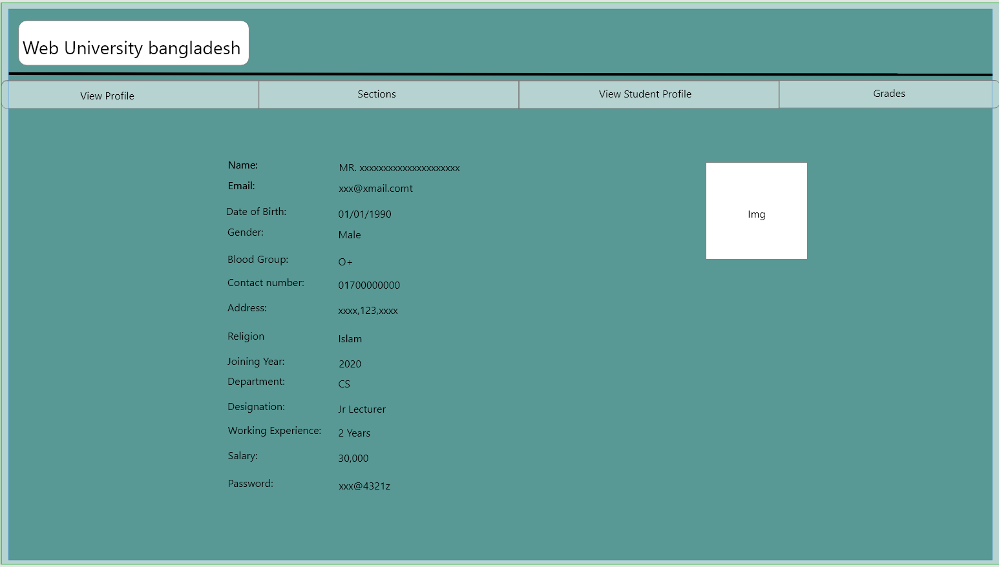 Web University bangladesh
View Profile Sections View Student Profile Grades
Name: MR. xxxxxxxxxxxxxxxxxxxxx
Email: xxx@xmail.comt
Date of Birth: 01/01/1990
Img
Gender: Male
Blood Group: O+
Contact number: 01700000000
Address: xxxx,123,xxxx
Religion Islam
Joining Year: 2020
Department: CS
Designation: Jr Lecturer
Working Experience: 2 Years
Salary: 30,000
Password: xxx@4321z